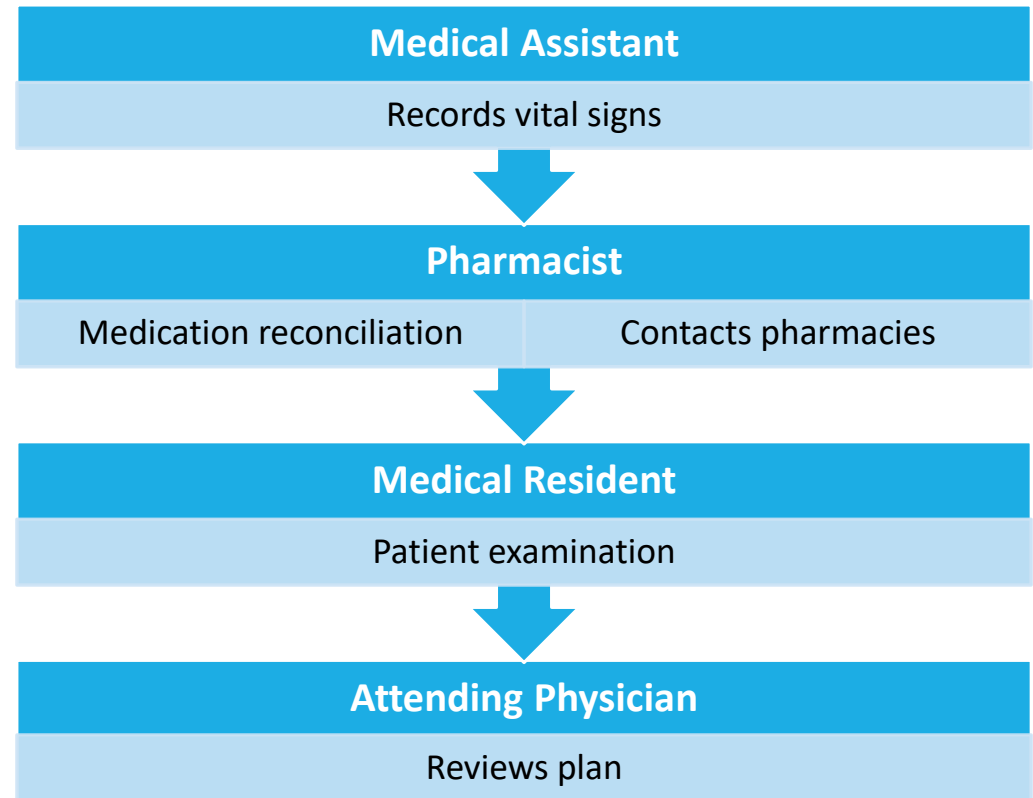 Medical Assistant
Records vital signs
Pharmacist
Medication reconciliation
Contacts pharmacies
Medical Resident
Patient examination
Attending Physician
Reviews plan